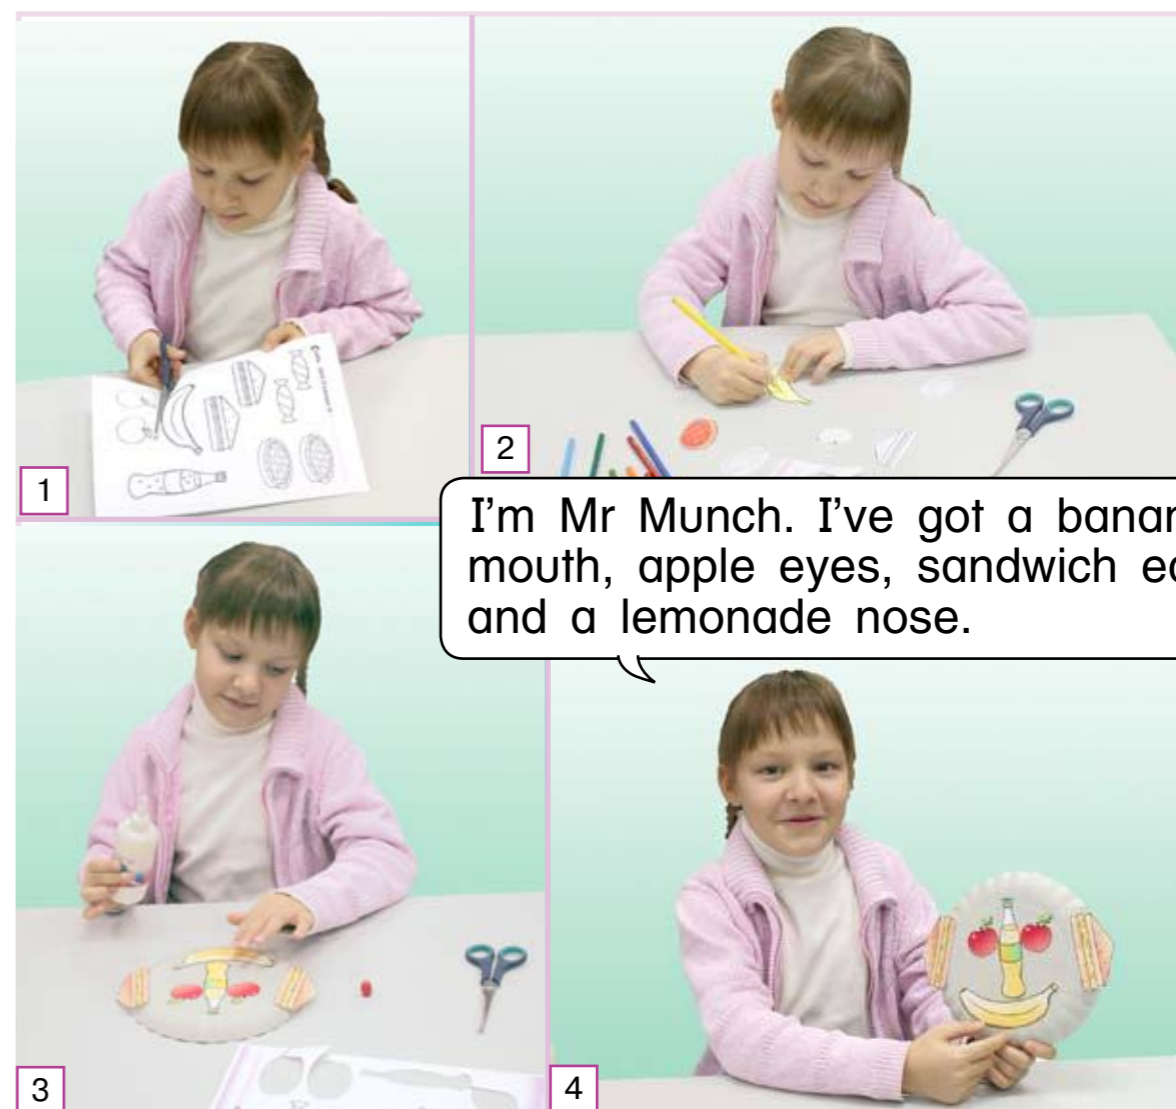 1
2
I'm Mr Munch. I've got a
mouth, apple eyes, sandwich
and a lemonade nose.
3
4